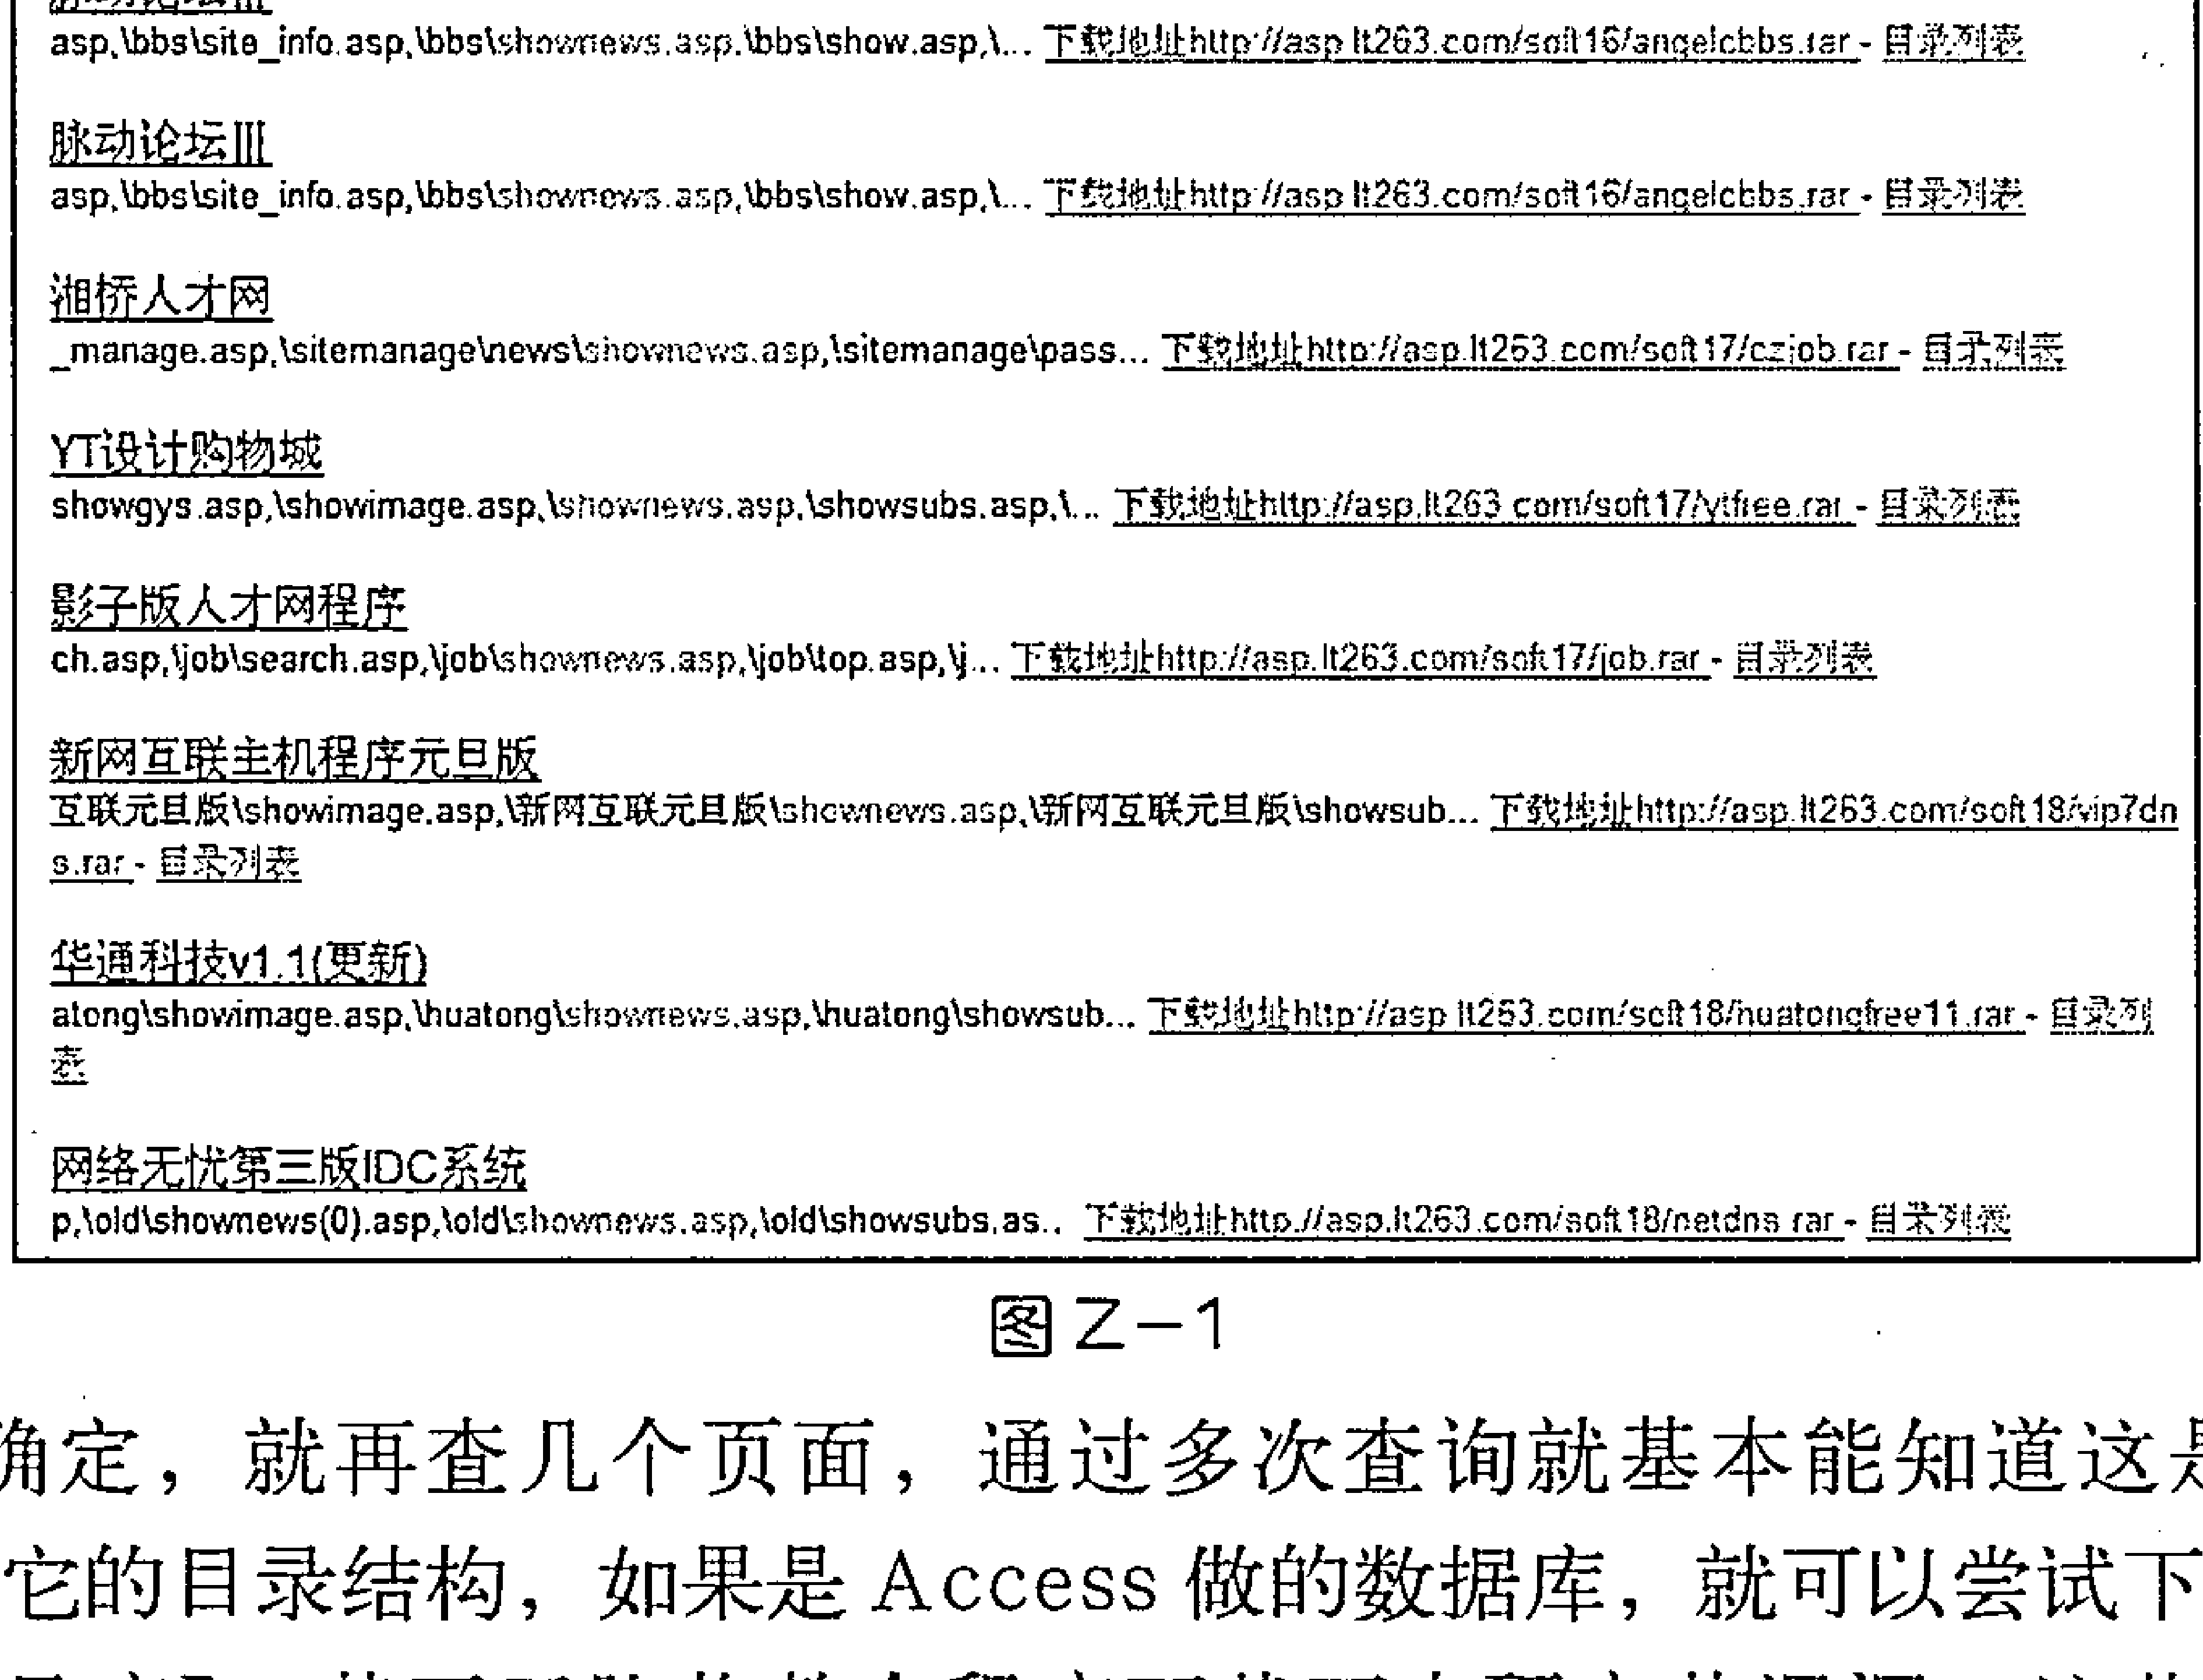 脉动论坛III
asp,\bbs\site_info.asp,\bbs\shownews.asp,\bbs\show.asp,\... 下载地址http://asp.lt263.com/soft16/angelcbbs.rar - 目录列表
脉动论坛III
asp,\bbs\site_info.asp,\bbs\shownews.asp,\bbs\show.asp,\... 下载地址http://asp.lt263.com/soft16/angelcbbs.rar - 目录列表
湘桥人才网
_manage.asp,\sitemanage\news\shownews.asp,\sitemanage\pass... 下载地址http://asp.lt263.com/soft17/czjob.rar - 目录列表
YT设计购物城
showgys.asp,\showimage.asp,\shownews.asp,\showsubs.asp,\... 下载地址http://asp.lt263.com/soft17/ytfree.rar - 目录列表
影子版人才网程序
ch.asp,\job\search.asp,\job\shownews.asp,\job\top.asp,\j... 下载地址http://asp.lt263.com/soft17/job.rar - 目录列表
新网互联主机程序元旦版
互联元旦版\showimage.asp,\新网互联元旦版\shownews.asp,\新网互联元旦版\showsub... 下载地址http://asp.lt263.com/soft18/vip7dn
s.rar - 目录列表
华通科技v1.1(更新)
atong\showimage.asp,\huatong\shownews.asp,\huatong\showsub... 下载地址http://asp.lt263.com/soft18/huatongfree11.rar - 目录列
表
网络无忧第三版IDC系统
p,\old\shownews(0).asp,\old\shownews.asp,\old\showsubs.as.. 下载地址http://asp.lt263.com/soft18/netdns.rar - 目录列表
图 Z-1
确定，就再查几个页面，通过多次查询就基本能知道这是
它的目录结构，如果是 Access 做的数据库，就可以尝试下